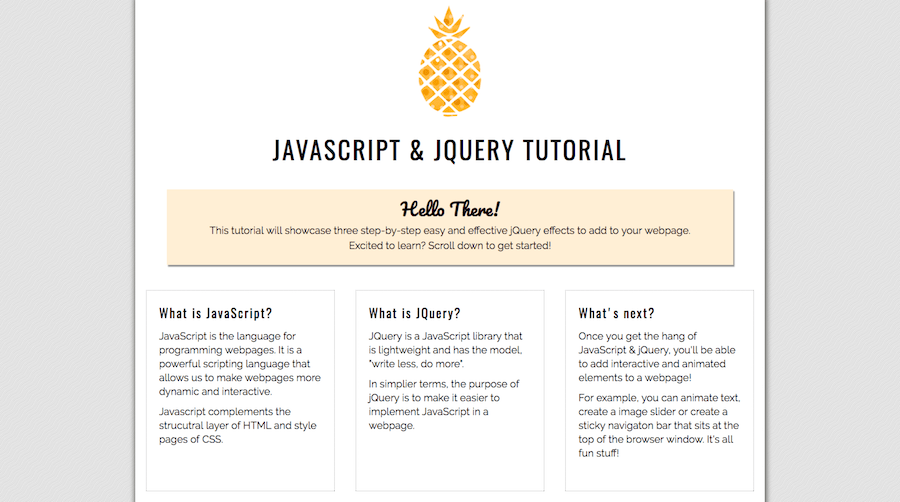 JAVASCRIPT & JQUERY TUTORIAL
Hello There!
This tutorial will showcase three step-by-step easy and effective jQuery effects to add to your webpage.
Excited to learn? Scroll down to get started!
What is JavaScript?
JavaScript is the language for
programming webpages. It is a
powerful scripting language that
allows us to make webpages more
dynamic and interactive.
Javascript complements the
strucutral layer of HTML and style
pages of CSS.
What is JQuery?
JQuery is a JavaScript library that
is lightweight and has the model,
"write less, do more".
In simplier terms, the purpose of
jQuery is to make it easier to
implement JavaScript in a
webpage.
What's next?
Once you get the hang of
JavaScript & jQuery, you'll be able
to add interactive and animated
elements to a webpage!
For example, you can animate text,
create a image slider or create a
sticky navigaton bar that sits at the
top of the browser window. It's all
fun stuff!